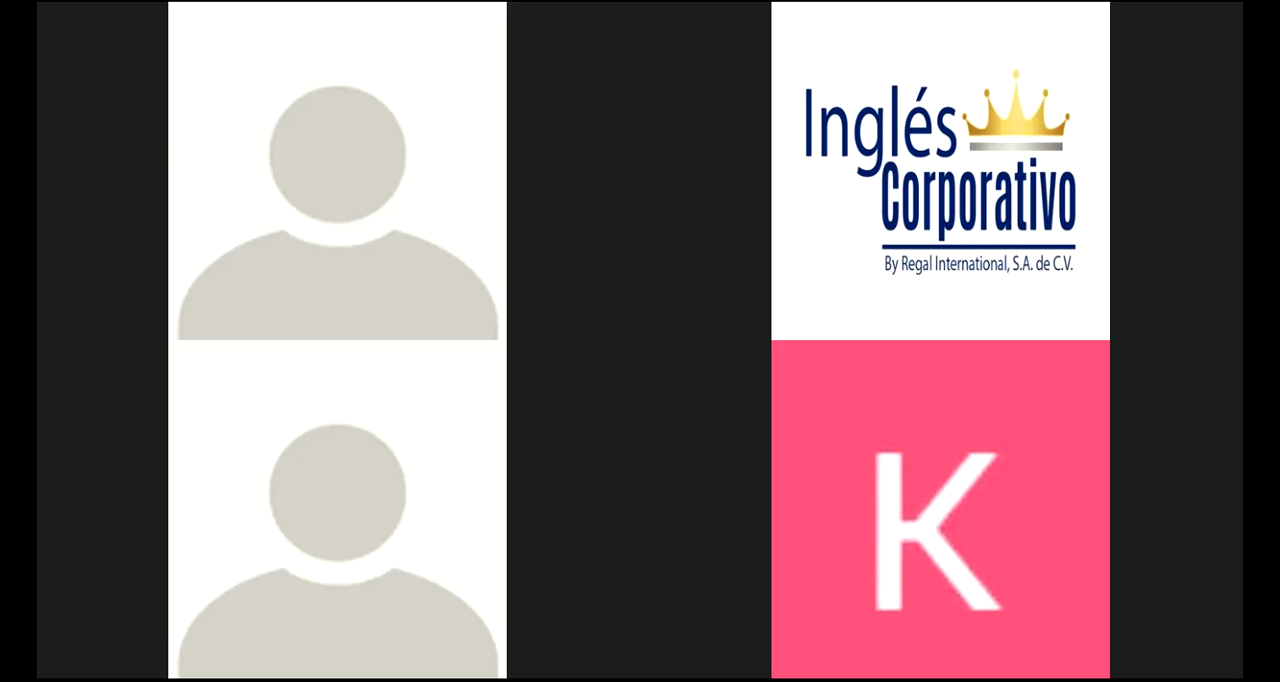 Inglés
Corporativo
By Regal International, S.A. de C.V.
K